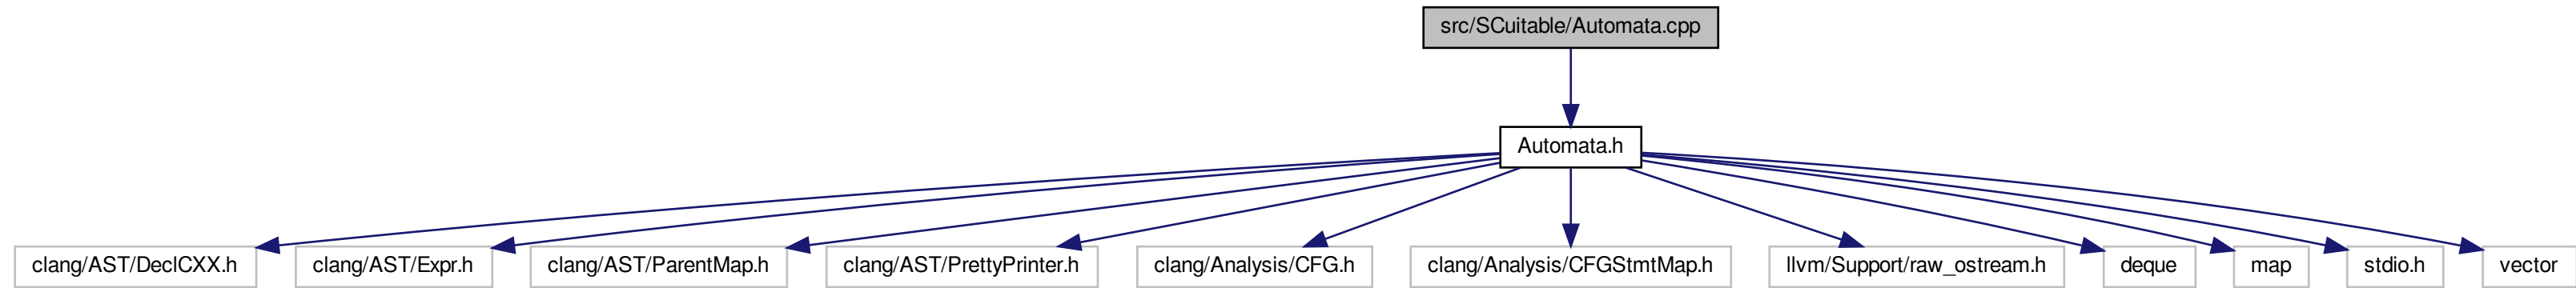 src/SCuitable/Automata.cpp
Automata.h
clang/AST/DeclCXX.h
clang/AST/Expr.h
clang/AST/ParentMap.h
clang/AST/PrettyPrinter.h
clang/Analysis/CFG.h
clang/Analysis/CFGStmtMap.h
llvm/Support/raw_ostream.h
deque
map
stdio.h
vector